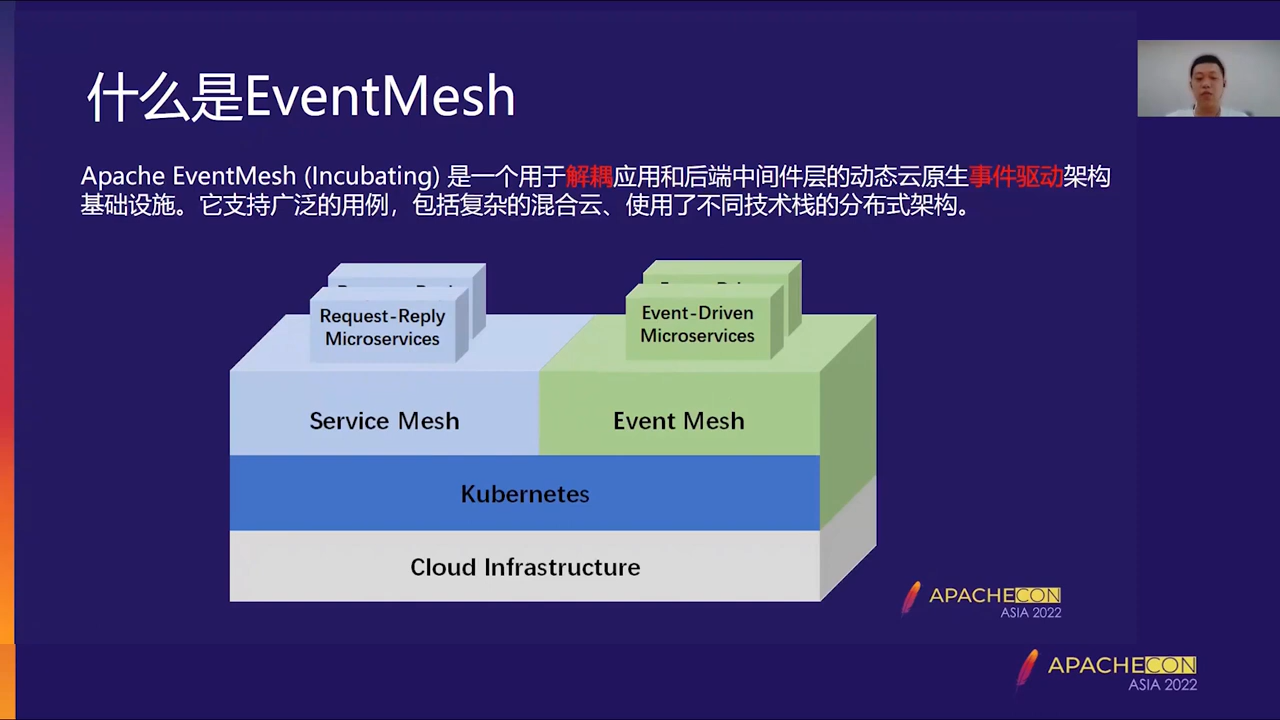 什么是EventMesh
Apache EventMesh (Incubating) 是一个用于解耦应用和后端中间件层的动态云原生事件驱动架构
基础设施。它支持广泛的用例，包括复杂的混合云、使用了不同技术栈的分布式架构。
Request-Reply
Microservices
Event-Driven
Microservices
Service Mesh
Event Mesh
Kubernetes
Cloud Infrastructure
APACHECON
ASIA 2022
APACHECON
ASIA 2022